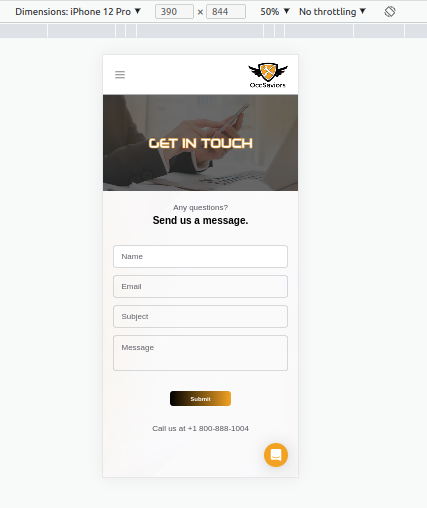 Dimensions: iPhone 12 Pro ▼ 390 × 844 50% ▼ No throttling ▼
OccSaviors
GET IN TOUCH
Any questions?
Send us a message.
Name
Email
Subject
Message
Submit
Call us at +1 800-888-1004